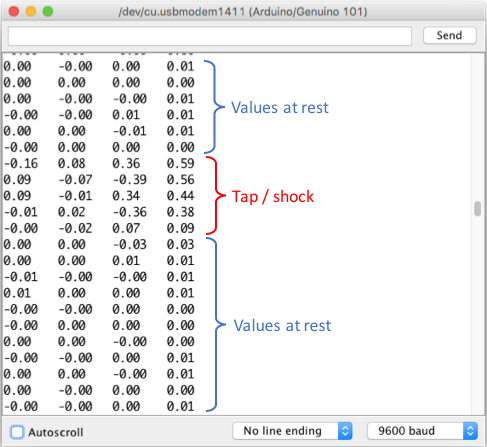 /dev/cu.usbmodem1411 (Arduino/Genuino 101)
Send
0.00 -0.00 0.00 0.01
0.00 0.00 0.00 0.00
0.00 -0.00 -0.00 0.01
-0.00 -0.00 0.01 0.01
0.00 0.00 -0.01 0.01
-0.00 0.00 0.00 0.00
Values at rest
-0.16 0.08 0.36 0.59
0.09 -0.07 -0.39 0.56
0.09 -0.01 0.34 0.44
-0.01 0.02 -0.36 0.38
-0.00 -0.02 0.07 0.09
Tap / shock
0.00 0.00 -0.03 0.03
0.00 0.00 0.01 0.01
-0.01 -0.00 -0.00 0.01
0.01 0.00 0.00 0.01
-0.00 -0.00 0.00 0.00
-0.00 0.00 0.00 0.00
0.00 0.00 -0.00 0.00
-0.00 -0.00 0.00 0.01
0.00 0.00 -0.00 0.01
0.00 -0.00 0.00 0.00
-0.00 -0.00 0.00 0.01
Values at rest
Autoscroll
No line ending
9600 baud